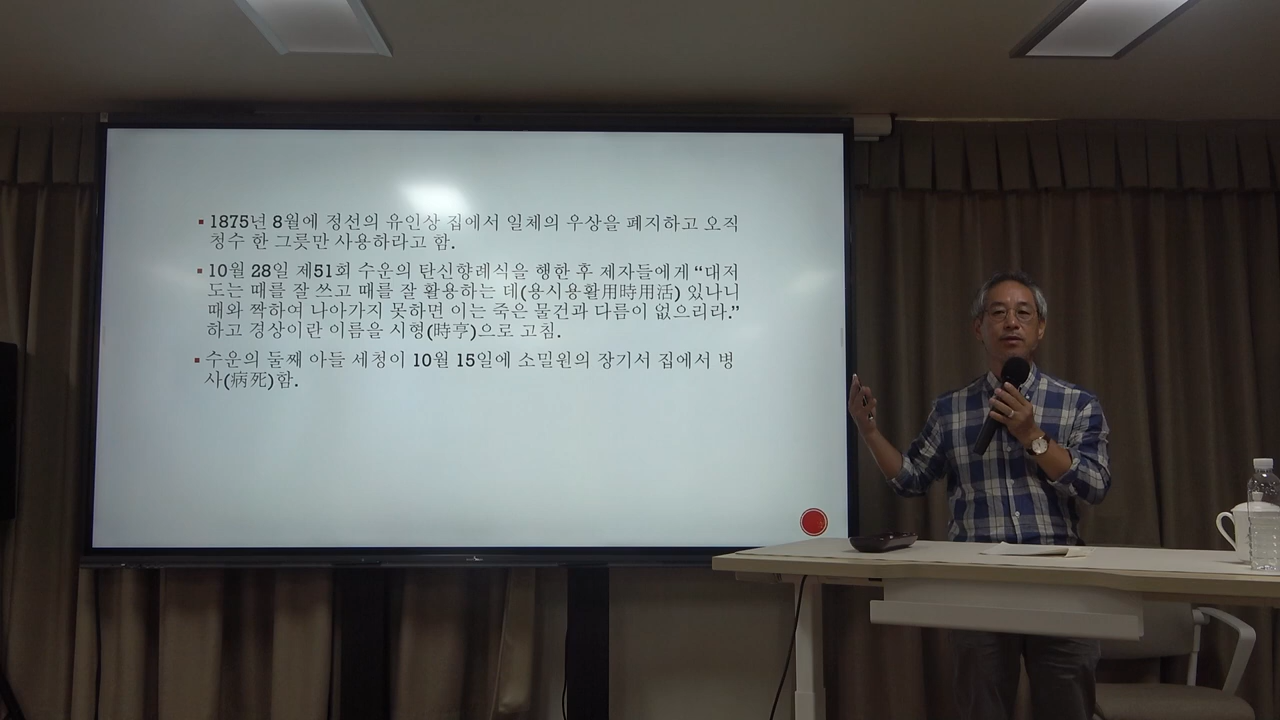 ▪ 1875년 8월에 정선의 유인상 집에서 일체의 우상을 폐지하고 오직
청수 한 그릇만 사용하라고 함.
▪ 10월 28일 제51회 수운의 탄신향례식을 행한 후 제자들에게 “대저
도는 때를 잘 쓰고 때를 잘 활용하는 데(용시용활用時用活) 있나니
때와 짝하여 나아가지 못하면 이는 죽은 물건과 다름이 없으리라.”
하고 경상이란 이름을 시형(時亨)으로 고침.
▪ 수운의 둘째 아들 세청이 10월 15일에 소밀원의 장기서 집에서 병
사(病死)함.